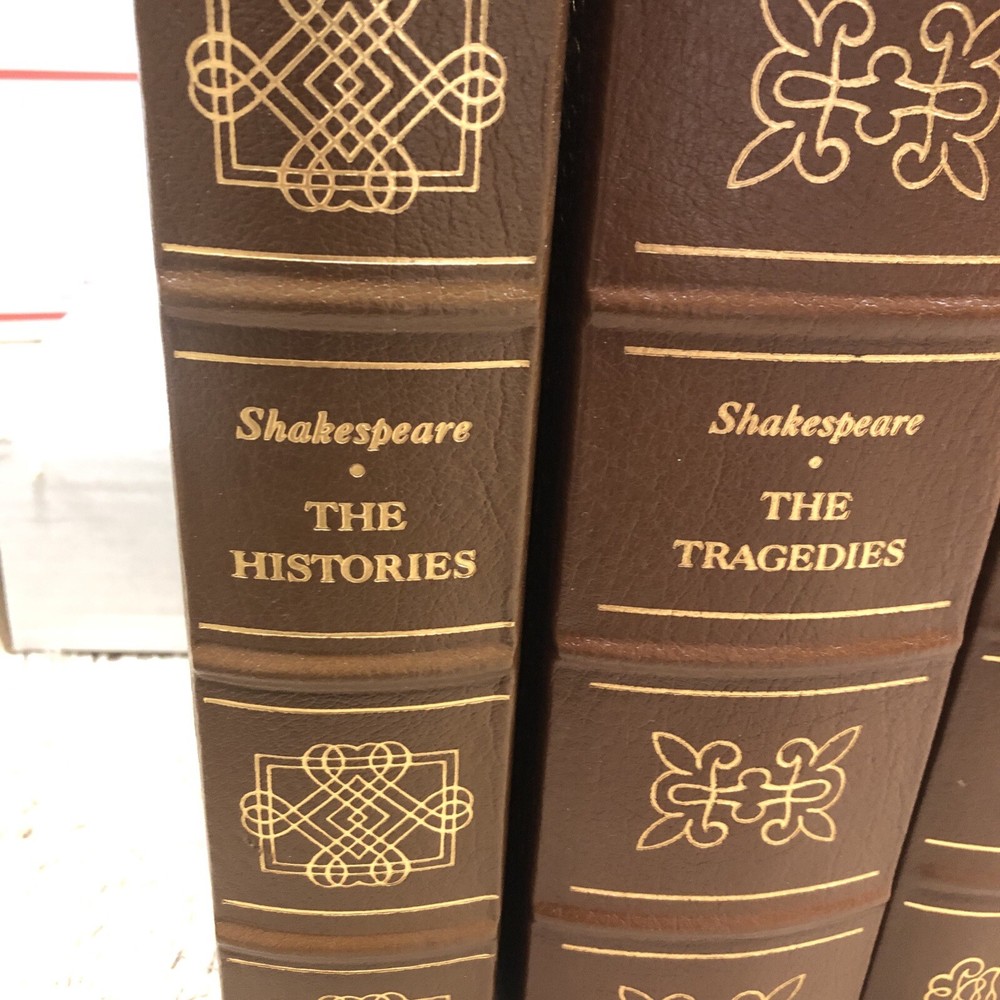 Shakespeare
THE
HISTORIES
Shakespeare
THE
TRAGEDIES